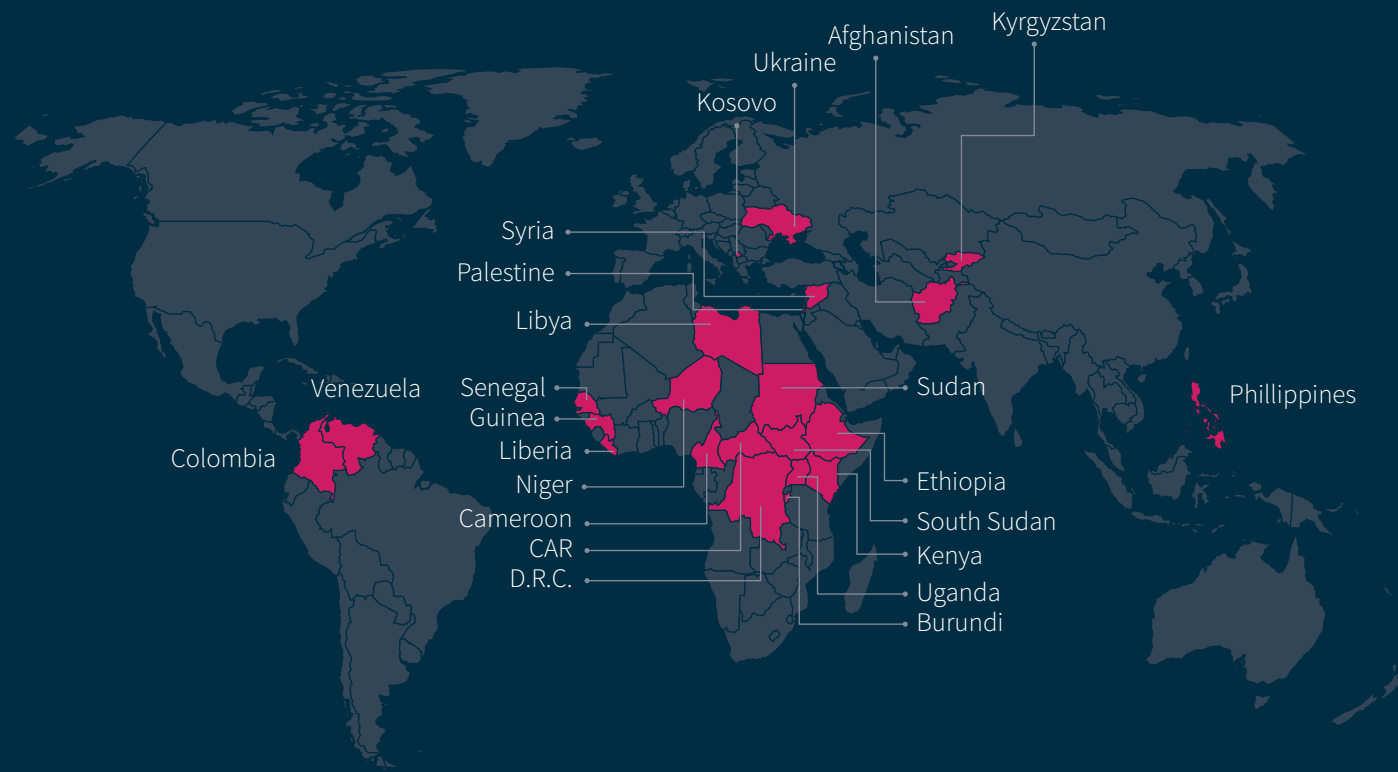 Kyrgyzstan
Afghanistan
Ukraine
Kosovo
Syria
Palestine
Libya
Venezuela
Senegal
Sudan
Phillippines
Guinea
Liberia
Colombia
Niger
Ethiopia
Cameroon
South Sudan
CAR
Kenya
D.R.C.
Uganda
Burundi